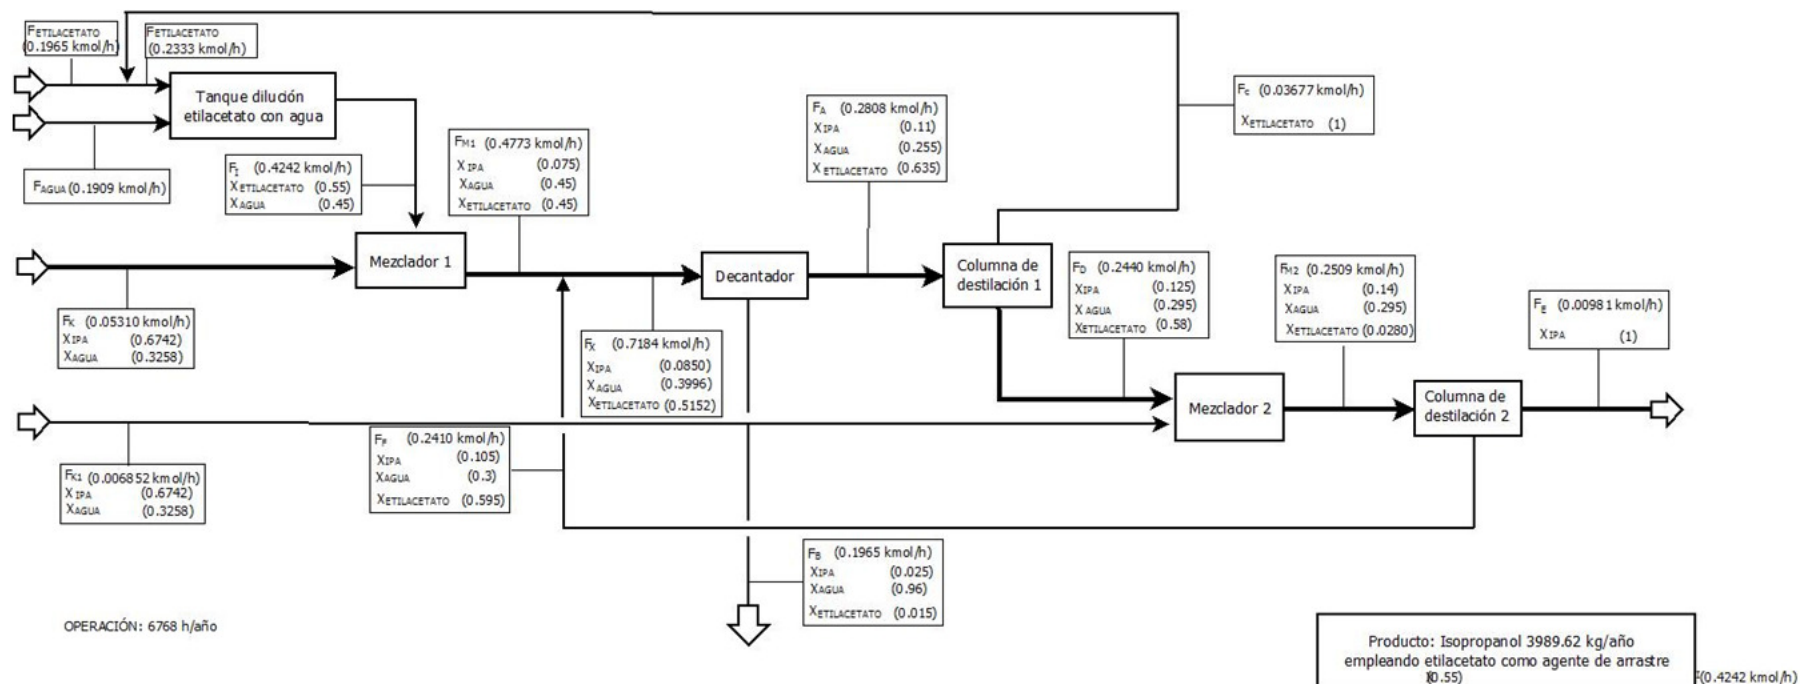 FETILACETATO
(0.1965 kmol/h)
FETILACETATO
(0.2333 kmol/h)
Tanque dilución
etilacetato con agua
FAGUA (0.1909 kmol/h)
FI (0.4242 kmol/h)
XETILACETATO (0.55)
XAGUA (0.45)
FM1 (0.4773 kmol/h)
XIPA (0.075)
XAGUA (0.45)
XETILACETATO (0.45)
FA (0.2808 kmol/h)
XIPA (0.11)
XAGUA (0.255)
XETILACETATO (0.635)
FC (0.03677 kmol/h)
XETILACETATO (1)
Mezclador 1
Decantador
Columna de
destilación 1
FD (0.2440 kmol/h)
XIPA (0.125)
XAGUA (0.295)
XETILACETATO (0.58)
FM2 (0.2509 kmol/h)
XIPA (0.14)
XAGUA (0.295)
XETILACETATO (0.0280)
FE (0.00981 kmol/h)
XIPA (1)
FK (0.05310 kmol/h)
XIPA (0.6742)
XAGUA (0.3258)
FX (0.7184 kmol/h)
XIPA (0.0850)
XAGUA (0.3996)
XETILACETATO (0.5152)
Mezclador 2
Columna de
destilación 2
FK1 (0.006852 kmol/h)
XIPA (0.6742)
XAGUA (0.3258)
FF (0.2410 kmol/h)
XIPA (0.105)
XAGUA (0.3)
XETILACETATO (0.595)
FB (0.1965 kmol/h)
XIPA (0.025)
XAGUA (0.96)
XETILACETATO (0.015)
OPERACIÓN: 6768 h/año
Producto: Isopropanol 3989.62 kg/año
empleando etilacetato como agente de arrastre
(0.55)
(0.4242 kmol/h)